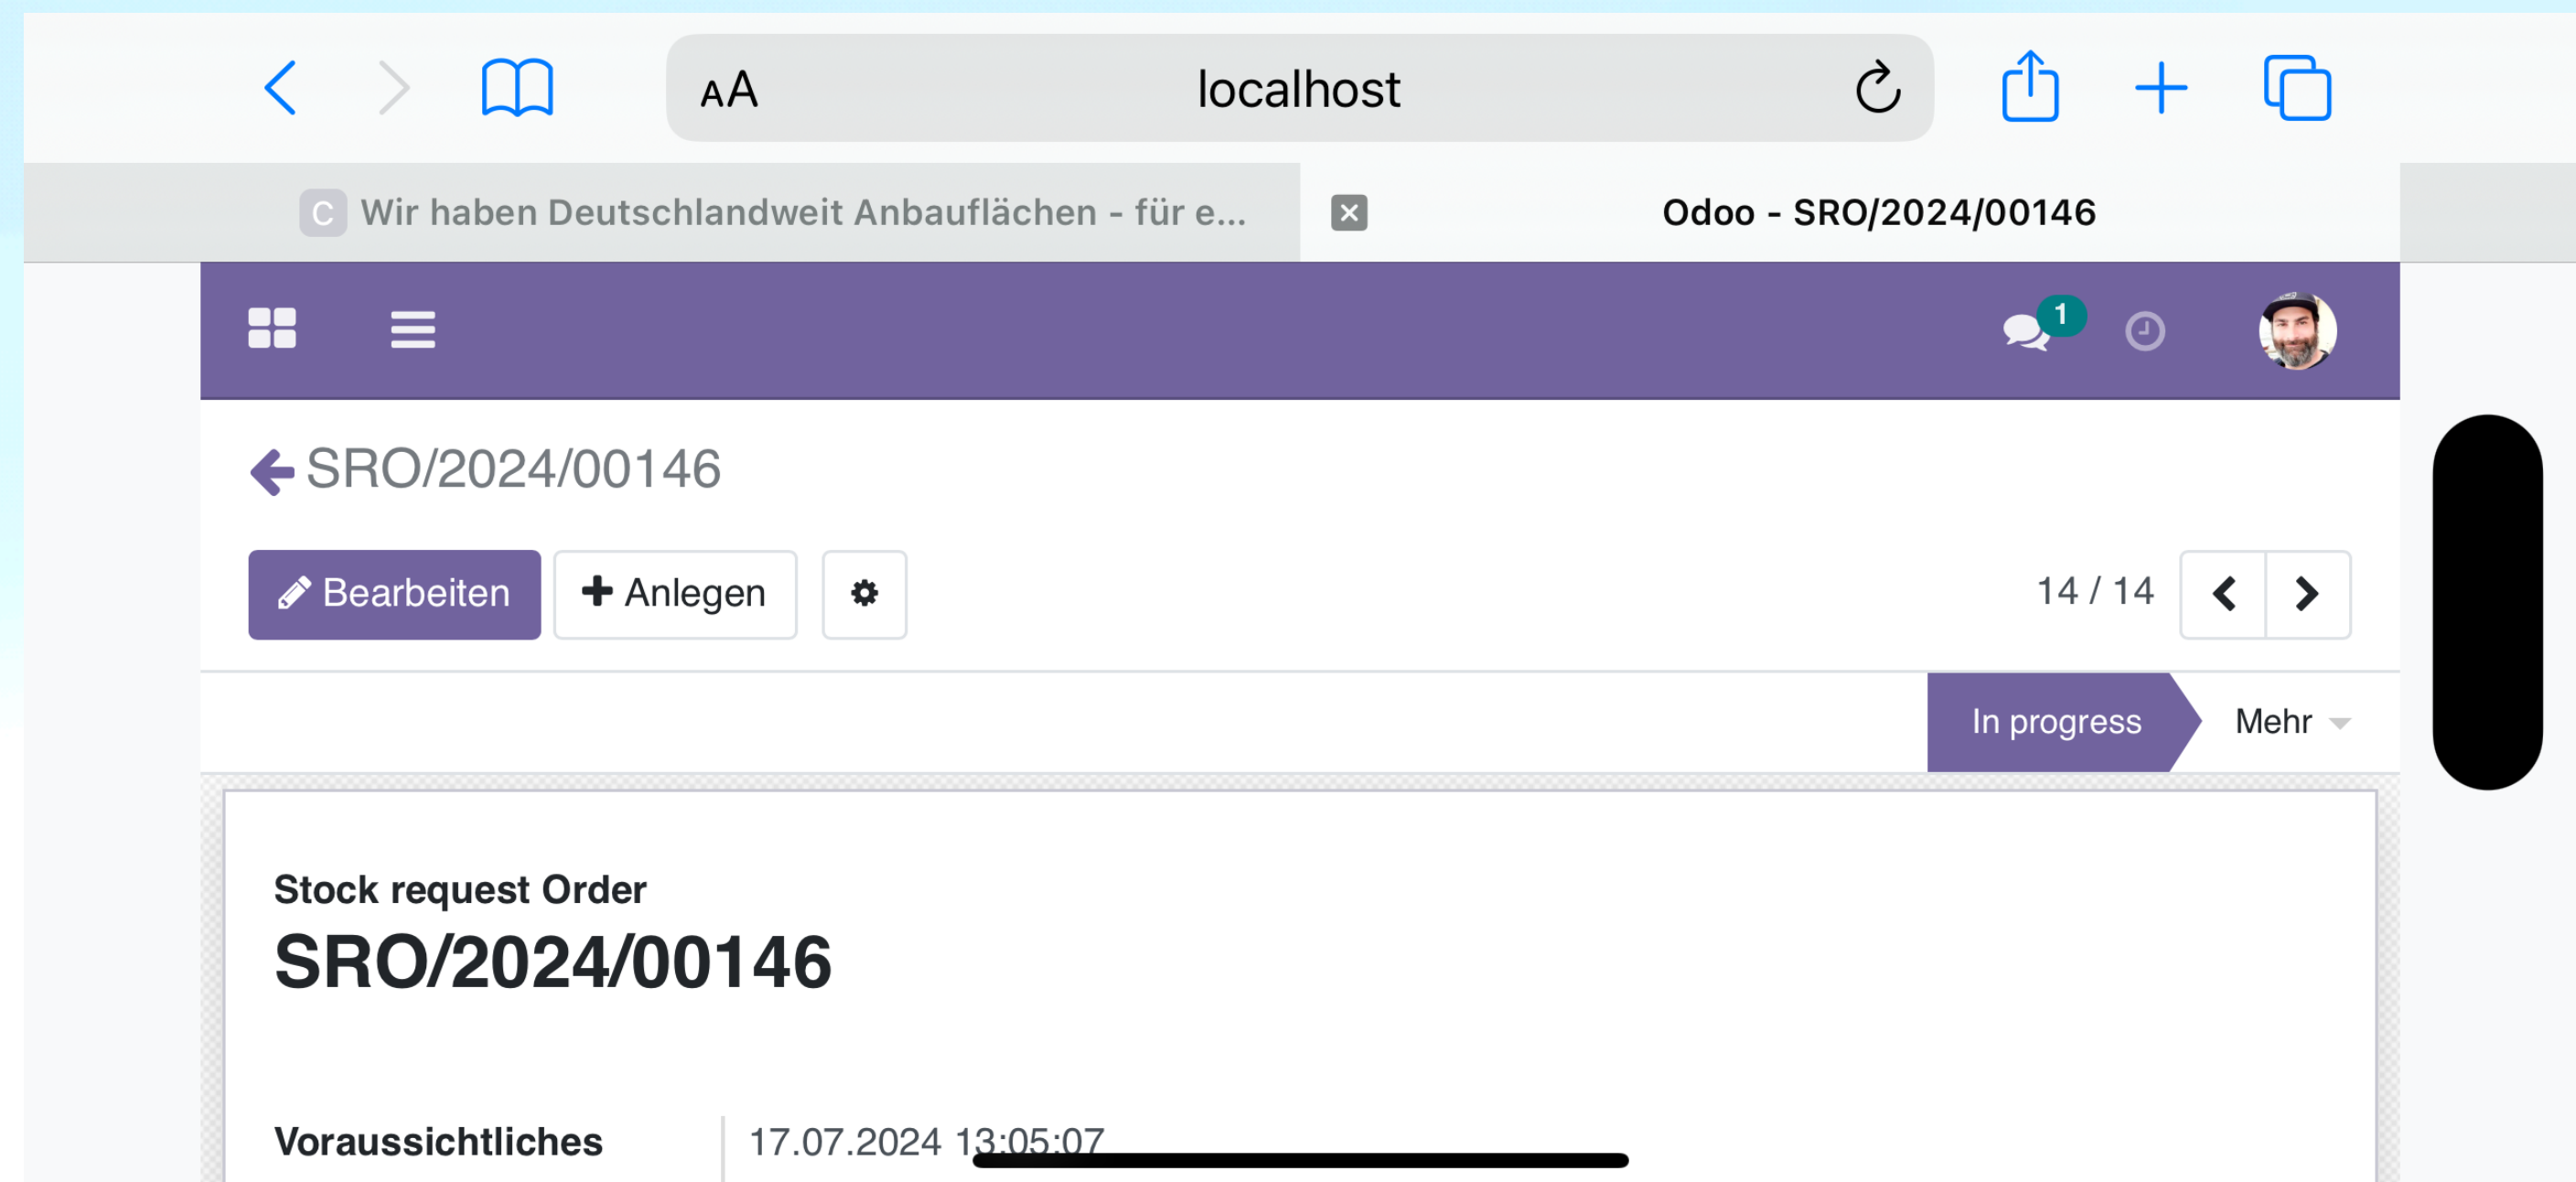 AA
localhost
C Wir haben Deutschlandweit Anbauflächen - für e...
Odoo - SRO/2024/00146
1
SRO/2024/00146
Bearbeiten
Anlegen
14 / 14
In progress
Mehr
Stock request Order
SRO/2024/00146
Voraussichtliches
17.07.2024 13:05:07